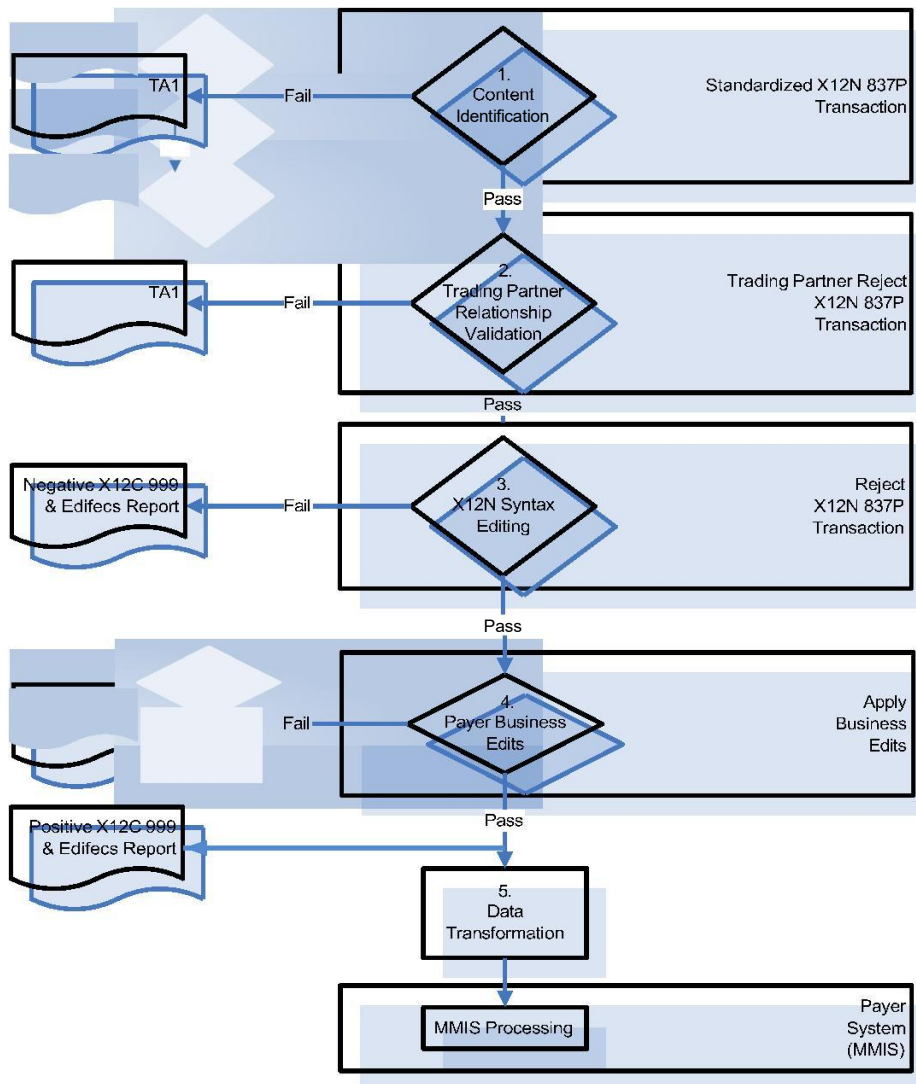 TA1
Fail
1.
Content
Identification
Standardized X12N 837P
Transaction
Pass
TA1
Fail
2.
Trading Partner
Relationship
Validation
Trading Partner Reject
X12N 837P
Transaction
Pass
Negative X12C 999
& Edifecs Report
Fail
3.
X12N Syntax
Editing
Reject
X12N 837P
Transaction
Pass
Fail
4.
Payer Business
Edits
Apply
Business
Edits
Pass
Positive X12C 999
& Edifecs Report
5.
Data
Transformation
MMIS Processing
Payer
System
(MMIS)